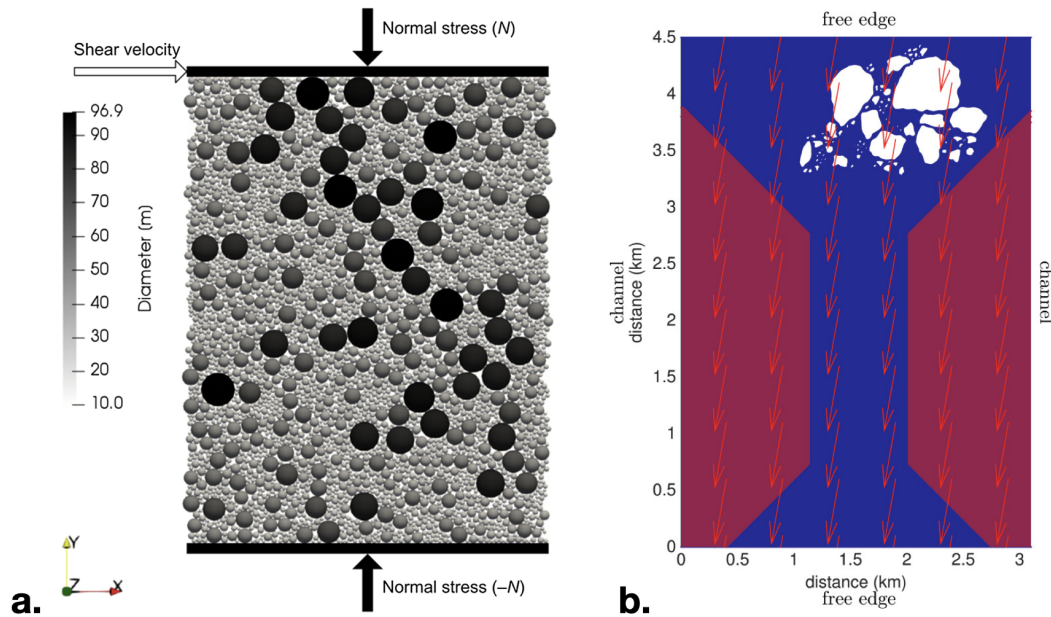 Normal stress (N)
Shear velocity
96.9
90
80
70
60
50
40
30
20
10.0
Diameter (m)
Y
Z
X
Normal stress (–N)
a.
free edge
4.5
4
3.5
3
2.5
2
1.5
1
0.5
0
channel
distance (km)
channel
0
0.5
1
1.5
2
2.5
3
distance (km)
free edge
b.